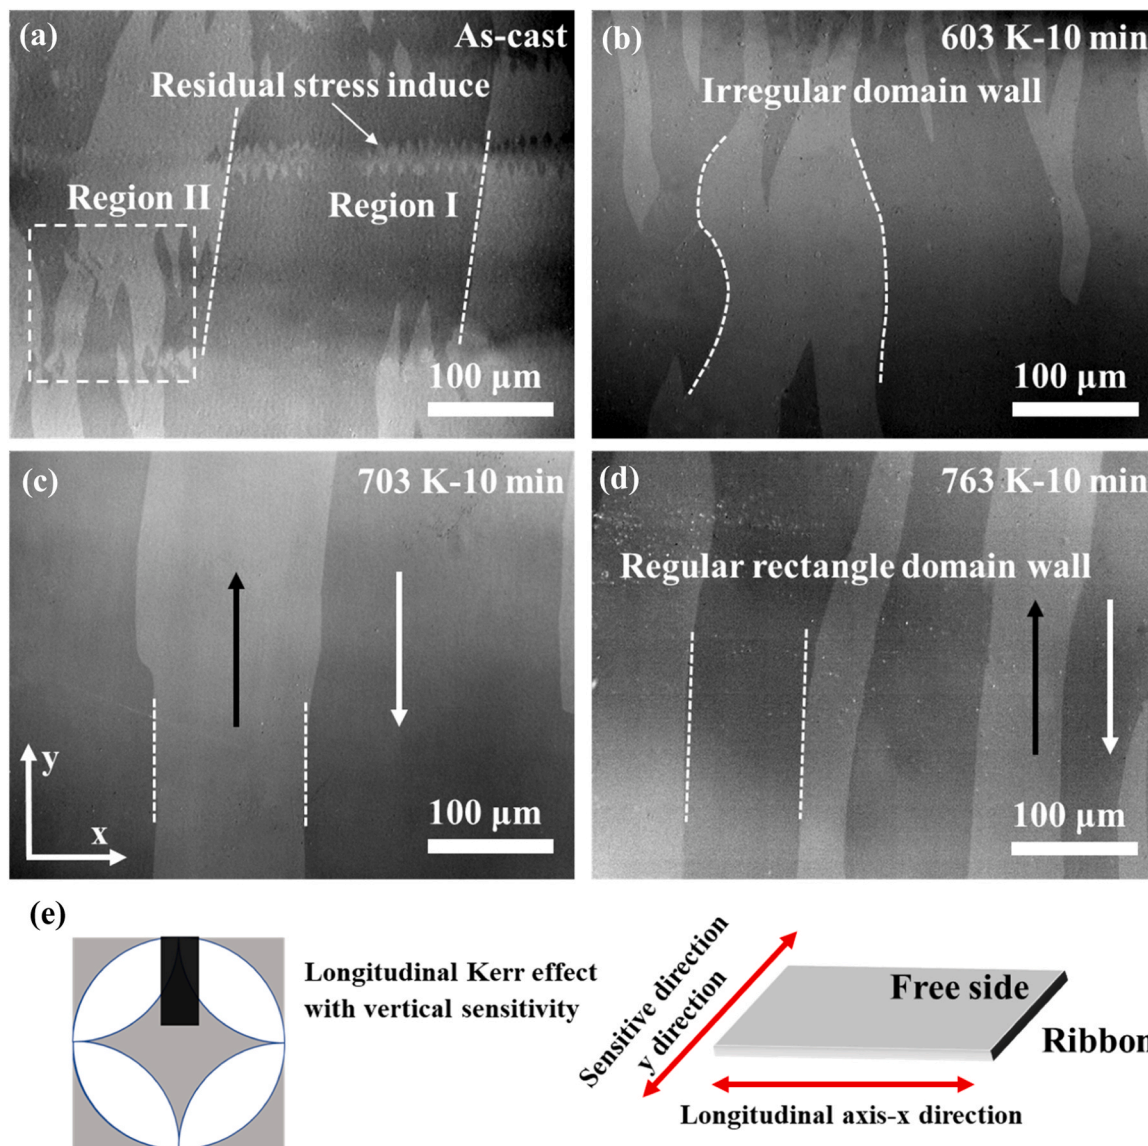 (a)
As-cast
Residual stress induce
Region II
Region I
100 μm
(b)
603 K-10 min
Irregular domain wall
100 μm
(c)
703 K-10 min
y
x
100 μm
(d)
763 K-10 min
Regular rectangle domain wall
100 μm
(e)
Longitudinal Kerr effect
with vertical sensitivity
Sensitive direction
y direction
Free side
Ribbon
Longitudinal axis-x direction